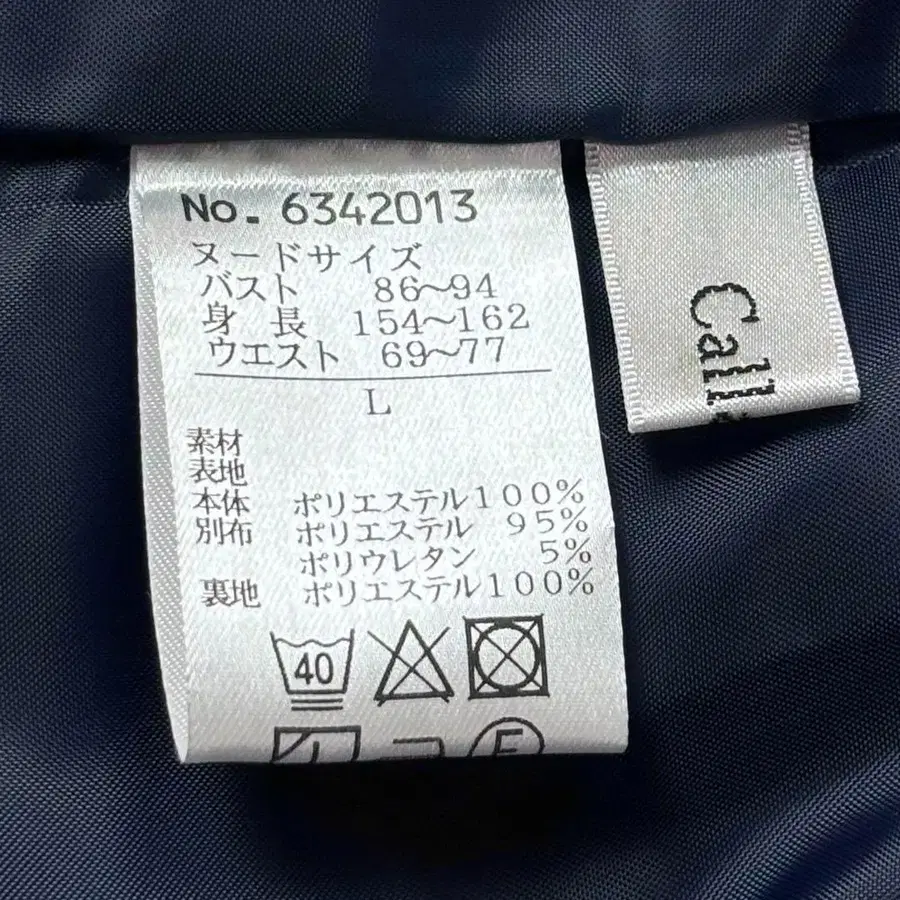 No. 6342013
ヌードサイズ
バスト 86~94
身 長 154~162
ウエスト 69~77
L
素材
表地
本体 ポリエステル100%
別布 ポリエステル 95%
ポリウレタン 5%
裏地 ポリエステル100%
40
F
Call